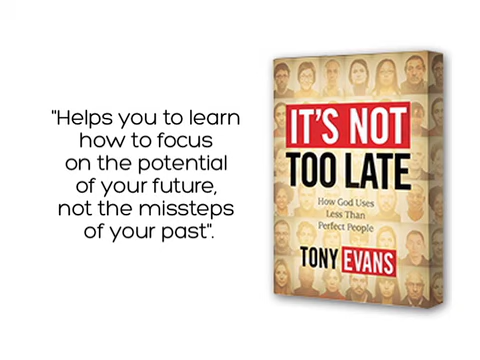 "Helps you to learn
how to focus
on the potential
of your future,
not the missteps
of your past".
IT'S NOT
TOO LATE
How God Uses
Less Than
Perfect People
TONY EVANS